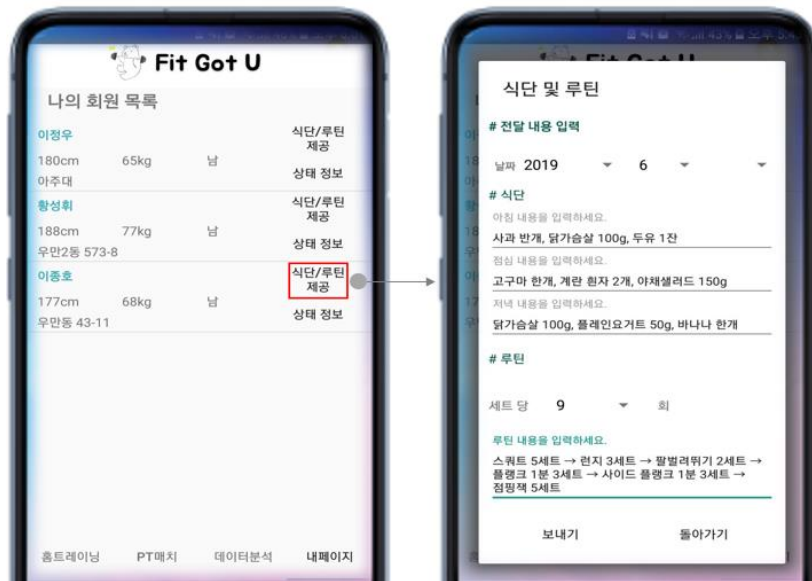 Fit Got U
나의 회원 목록
이정우
식단/루틴
제공
180cm 65kg 남
상태 정보
아주대
황성휘
식단/루틴
제공
188cm 77kg 남
상태 정보
우만2동 573-8
이종호
식단/루틴
제공
177cm 68kg 남
상태 정보
우만동 43-11
홈트레이닝 PT매치 데이터분석 내페이지
식단 및 루틴
# 전달 내용 입력
날짜 2019 6
# 식단
아침 내용을 입력하세요.
사과 반개, 닭가슴살 100g, 두유 1잔
점심 내용을 입력하세요.
고구마 한개, 계란 흰자 2개, 야채샐러드 150g
저녁 내용을 입력하세요.
닭가슴살 100g, 플레인요거트 50g, 바나나 한개
# 루틴
세트 당 9 회
루틴 내용을 입력하세요.
스쿼트 5세트 → 런지 3세트 → 팔벌려뛰기 2세트 →
플랭크 1분 3세트 → 사이드 플랭크 1분 3세트 →
점핑잭 5세트
보내기 돌아가기